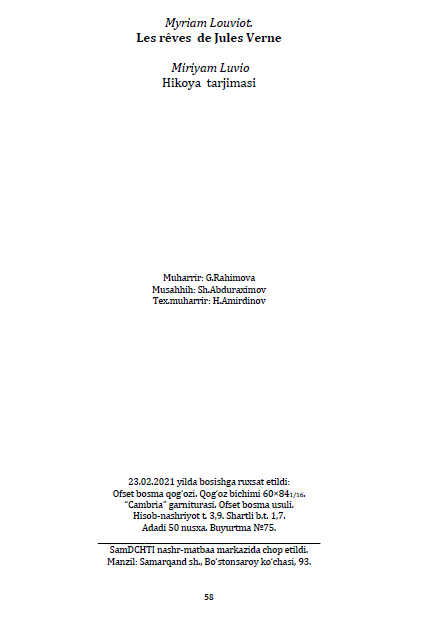 Myriam Louviot.
Les rêves de Jules Verne
Miriyam Luvio
Hikoya tarjimasi
Muharrir: G.Rahimova
Musahhih: Sh.Abduraximov
Tex.muharrir: H.Amirdinov
23.02.2021 yilda bosishga ruxsat etildi:
Ofset bosma qog‘ozi. Qog‘oz bichimi 60×84 1/16.
“Cambria” garniturasi. Ofset bosma usuli.
Hisob-nashriyot t. 3,9. Shartli b.t. 1,7.
Adadi 50 nusxa. Buyurtma №75.
SamDCHTI nashr-matbaa markazida chop etildi.
Manzil: Samarqand sh., Bo‘stonsaroy ko‘chasi, 93.
58